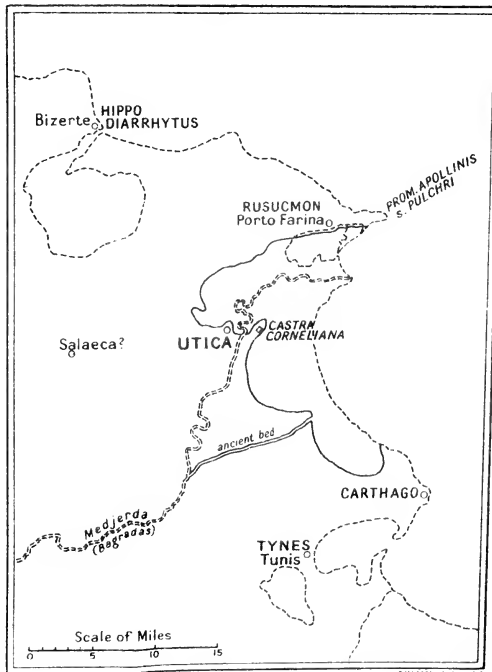 HIPPO
Bizerte DIARRHYTUS
PROM. APOLLINIS
s. PULCHRI
RUSUCMON
Porto Farina
Salaeca?
UTICA
CASTRA
CORNELIANA
ancient bed
CARTHAGO
Medjerda
(Bagradas)
TYNES
Tunis
Scale of Miles
0 5 10 15